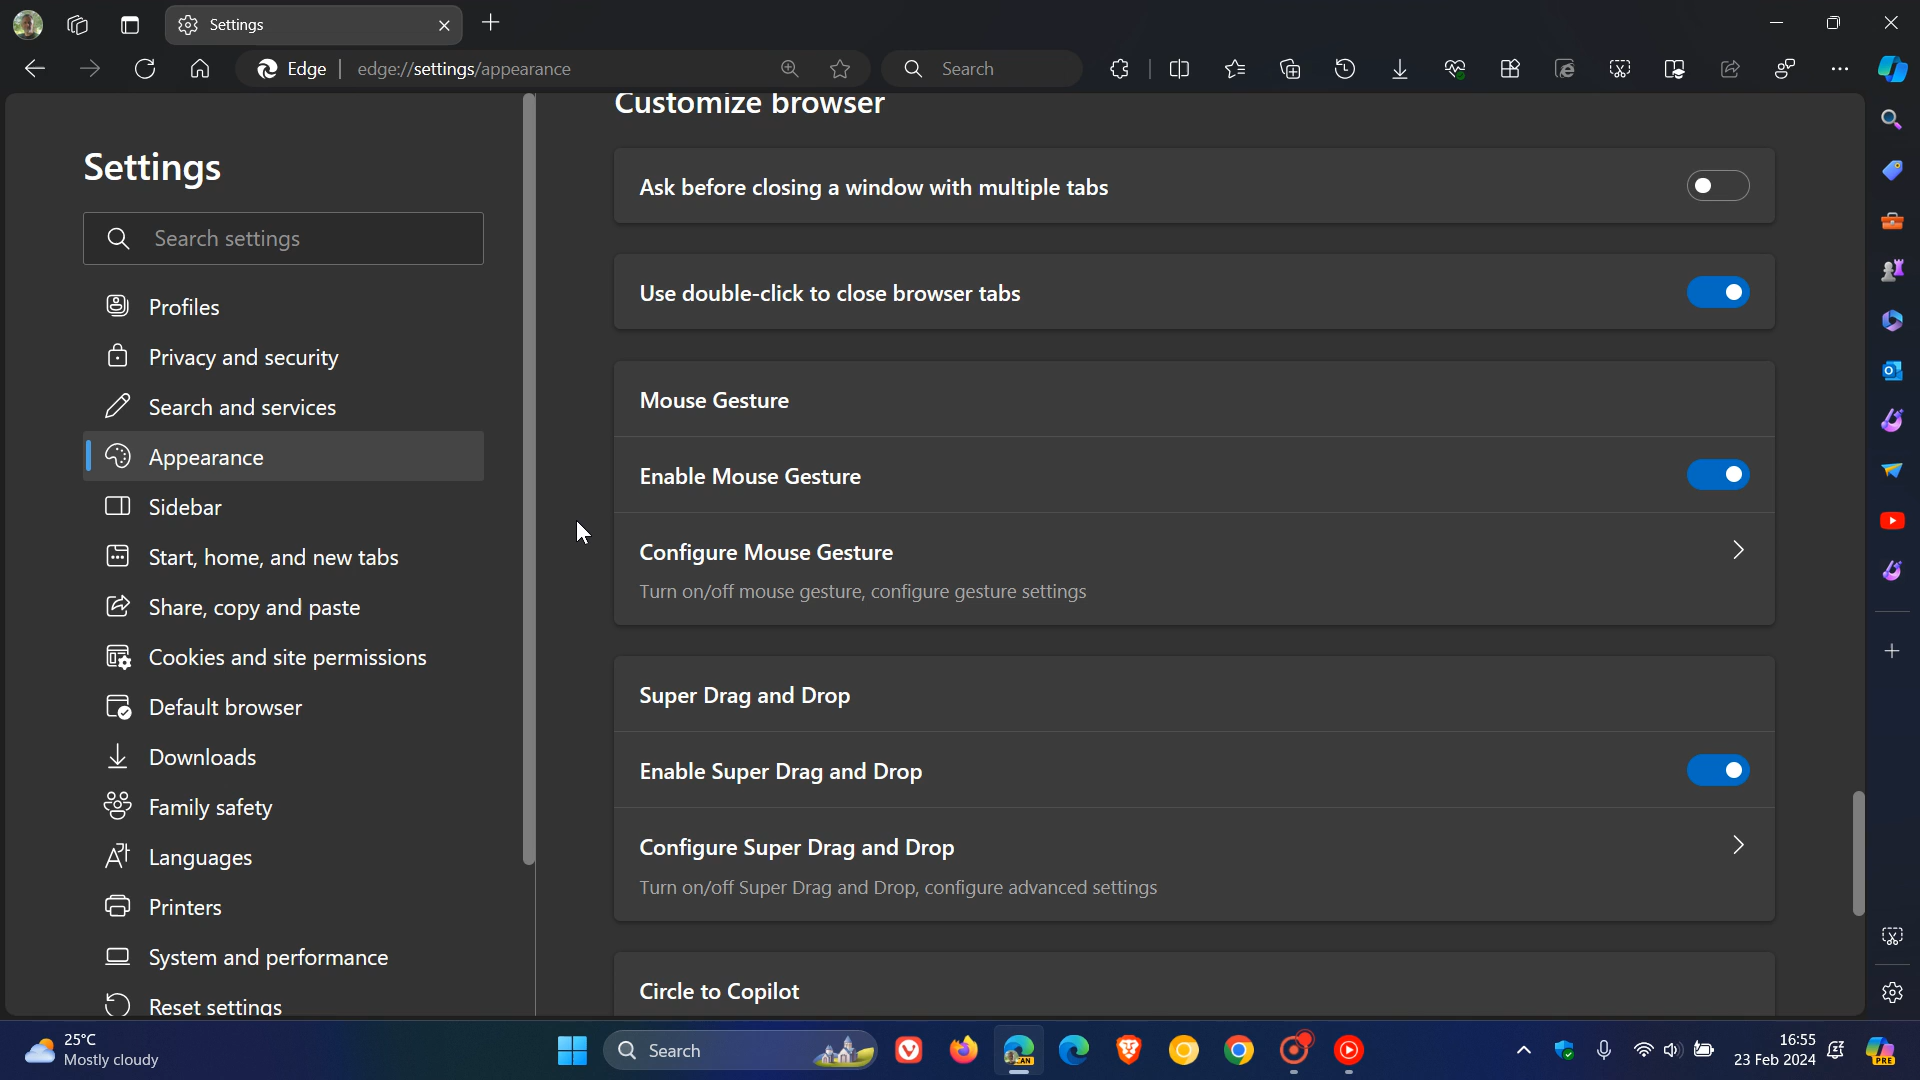 Settings
Edge
edge://settings/appearance
Search
Settings
Search settings
Profiles
Privacy and security
Search and services
Appearance
Sidebar
Start, home, and new tabs
Share, copy and paste
Cookies and site permissions
Default browser
Downloads
Family safety
Languages
Printers
System and performance
Reset settings
Customize browser
Ask before closing a window with multiple tabs
Use double-click to close browser tabs
Mouse Gesture
Enable Mouse Gesture
Configure Mouse Gesture
Turn on/off mouse gesture, configure gesture settings
Super Drag and Drop
Enable Super Drag and Drop
Configure Super Drag and Drop
Turn on/off Super Drag and Drop, configure advanced settings
Circle to Copilot
25°C
Mostly cloudy
Search
CAN
16:55
23 Feb 2024
PRE